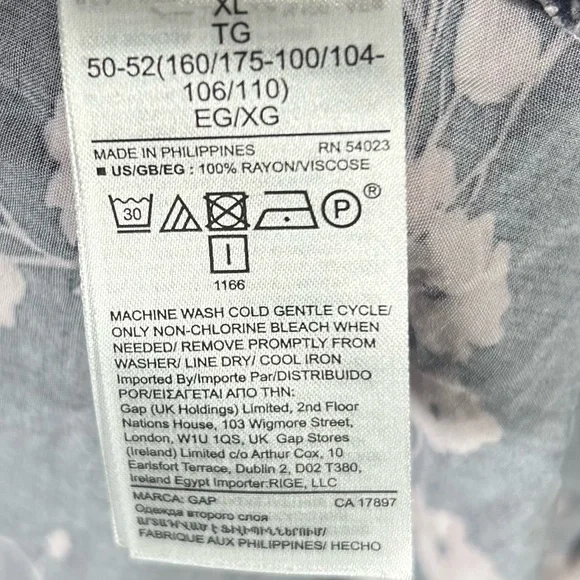 XL
TG
50-52(160/175-100/104-
106/110)
EG/XG
MADE IN PHILIPPINES RN 54023
■ US/GB/EG : 100% RAYON/VISCOSE
30 P ®
I
1166
MACHINE WASH COLD GENTLE CYCLE/
ONLY NON-CHLORINE BLEACH WHEN
NEEDED/ REMOVE PROMPTLY FROM
WASHER/ LINE DRY/ COOL IRON
Imported By/Importe Par/DISTRIBUIDO
POR/ΕΙΣΑΓΕΤΑΙ ΑΠΟ ΤΗΝ:
Gap (UK Holdings) Limited, 2nd Floor
Nations House, 103 Wigmore Street,
London, W1U 1QS, UK Gap Stores
(Ireland) Limited c/o Arthur Cox, 10
Earlsfort Terrace, Dublin 2, D02 T380,
Ireland Egypt Importer:RIGE, LLC
MARCA: GAP CA 17897
Одежда второго слоя
ԱՐՏԱԴՐՎԱԾ Է ՖԻԼԻՊԻՆՆԵՐՈՒՄ/
FABRIQUE AUX PHILIPPINES/ HECHO